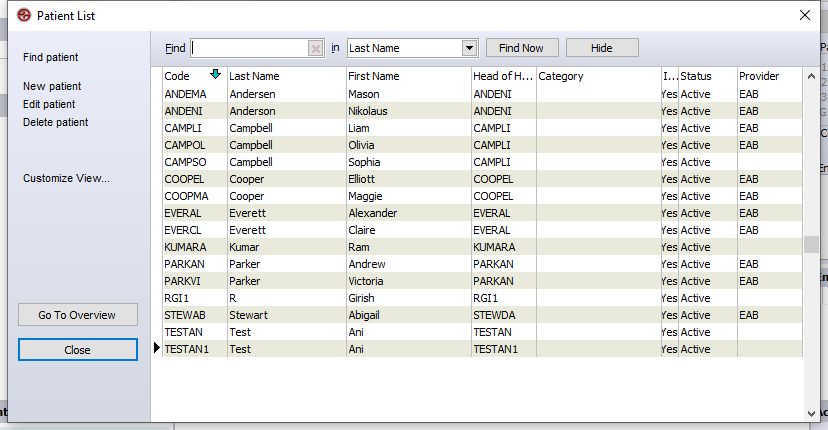 Patient List
Find patient
New patient
Edit patient
Delete patient
Customize View...
Go To Overview
Close
Find in Last Name Find Now Hide
Code Last Name First Name Head of H... Category I... Status Provider
ANDEMA Andersen Mason ANDENI Yes Active EAB
ANDENI Anderson Nikolaus ANDENI Yes Active EAB
CAMPLI Campbell Liam CAMPLI Yes Active EAB
CAMPOL Campbell Olivia CAMPLI Yes Active EAB
CAMPSO Campbell Sophia CAMPLI Yes Active
COOPEL Cooper Elliott COOPEL Yes Active EAB
COOPMA Cooper Maggie COOPEL Yes Active EAB
EVERAL Everett Alexander EVERAL Yes Active EAB
EVERCL Everett Claire EVERAL Yes Active EAB
KUMARA Kumar Ram KUMARA Yes Active
PARKAN Parker Andrew PARKAN Yes Active EAB
PARKVI Parker Victoria PARKAN Yes Active EAB
RGI1 R Girish RGI1 Yes Active
STEWAB Stewart Abigail STEWDA Yes Active EAB
TESTAN Test Ani TESTAN Yes Active
TESTAN1 Test Ani TESTAN1 Yes Active